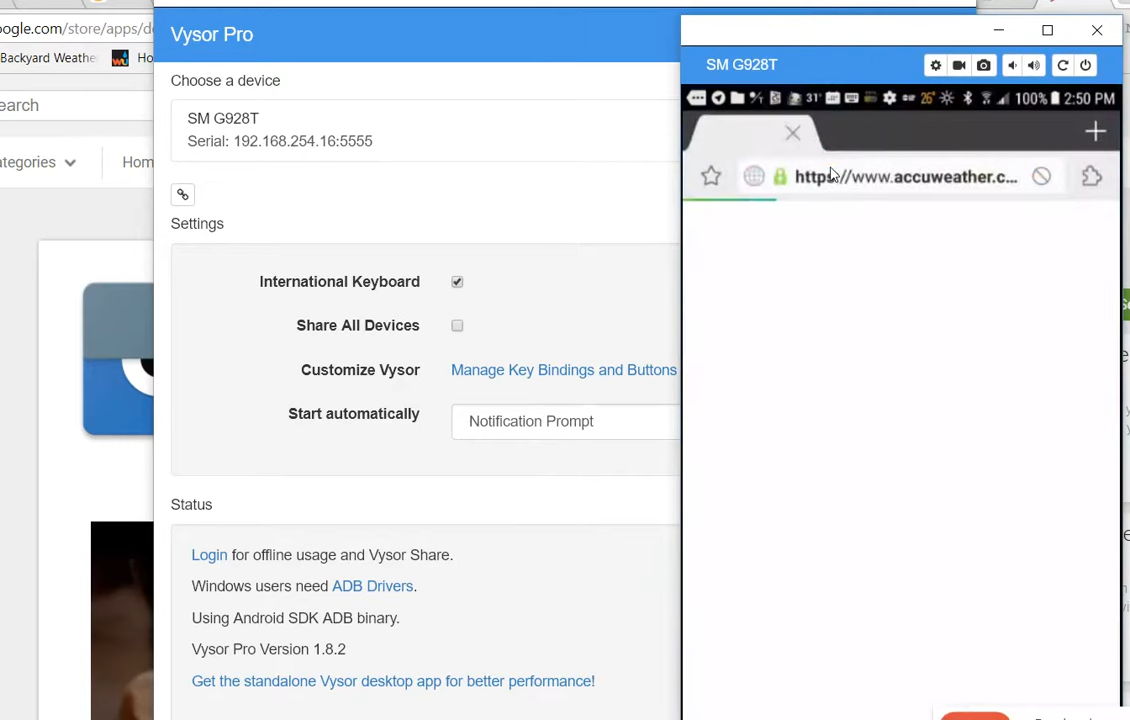 oogle.com/store/apps/de
Backyard Weathe
Ho
earch
ategories
Hom
Vysor Pro
Choose a device
SM G928T
Serial: 192.168.254.16:5555
Settings
International Keyboard
Share All Devices
Customize Vysor Manage Key Bindings and Buttons
Start automatically Notification Prompt
Status
Login for offline usage and Vysor Share.
Windows users need ADB Drivers.
Using Android SDK ADB binary.
Vysor Pro Version 1.8.2
Get the standalone Vysor desktop app for better performance!
SM G928T
31° 26° 100% 2:50 PM
https://www.accuweather.c...